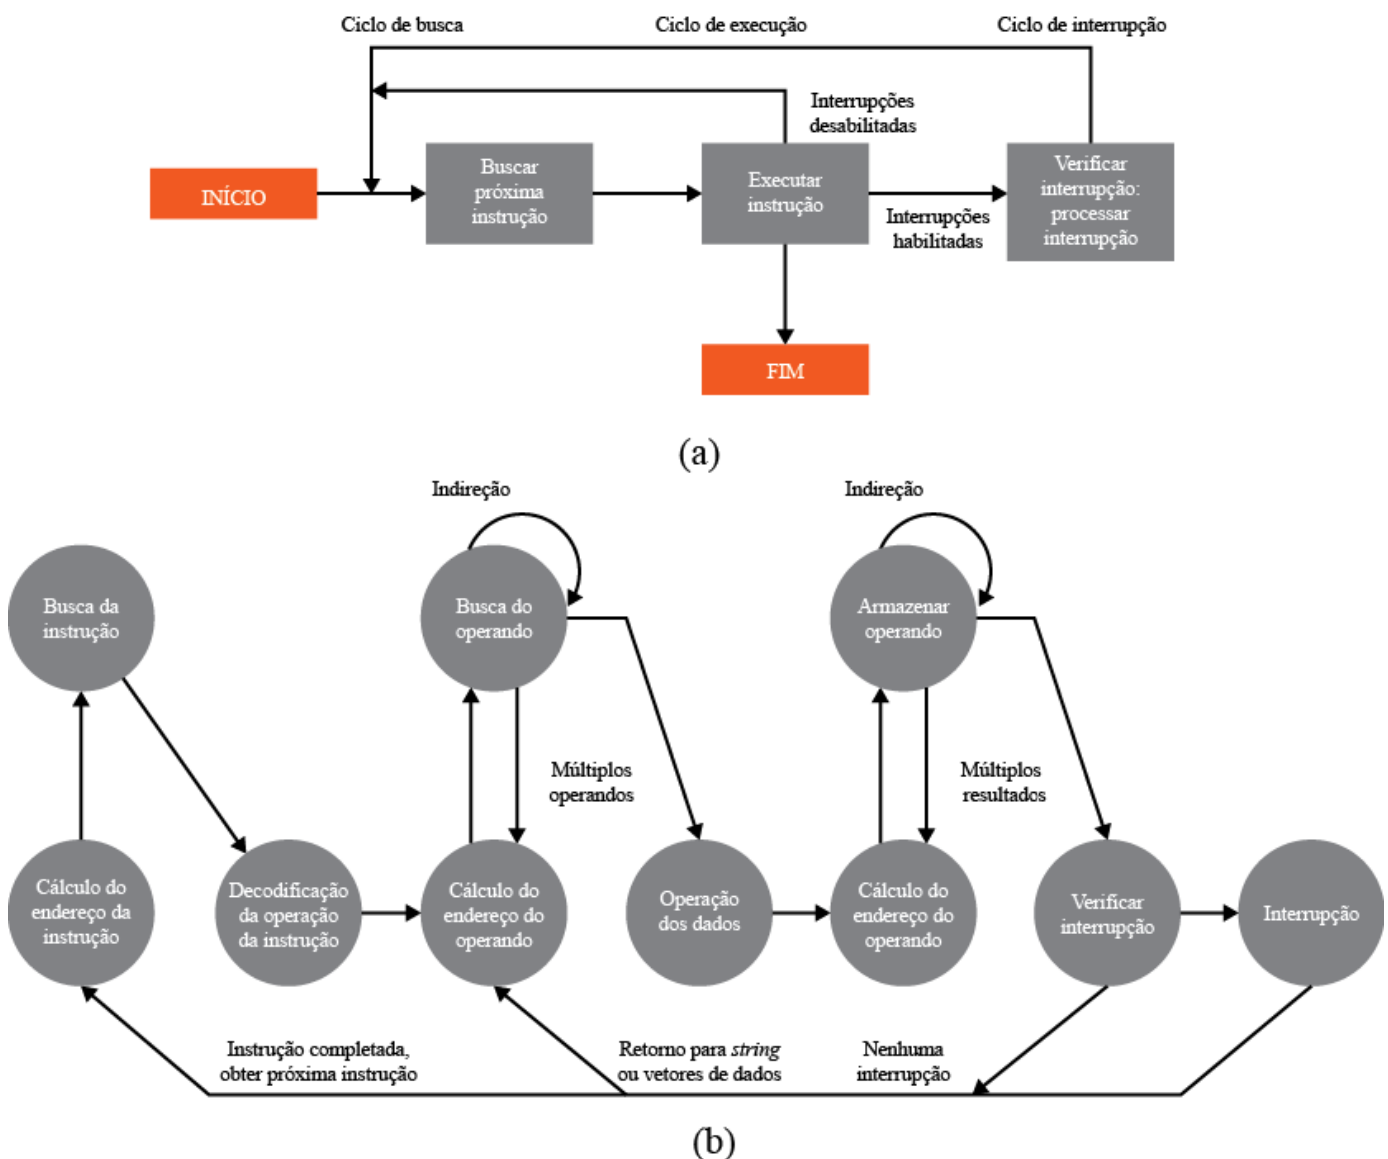 Ciclo de busca
Ciclo de execução
Ciclo de interrupção
Interrupções
desabilitadas
INÍCIO
Buscar
próxima
instrução
Executar
instrução
Interrupções
habilitadas
Verificar
interrupção:
processar
interrupção
FIM
(a)
Indireção
Indireção
Busca da
instrução
Busca do
operando
Armazenar
operando
Múltiplos
operandos
Múltiplos
resultados
Cálculo do
endereço da
instrução
Decodificação
da operação
da instrução
Cálculo do
endereço do
operando
Operação
dos dados
Cálculo do
endereço do
operando
Verificar
interrupção
Interrupção
Instrução completada,
obter próxima instrução
Retorno para string
ou vetores de dados
Nenhuma
interrupção
(b)